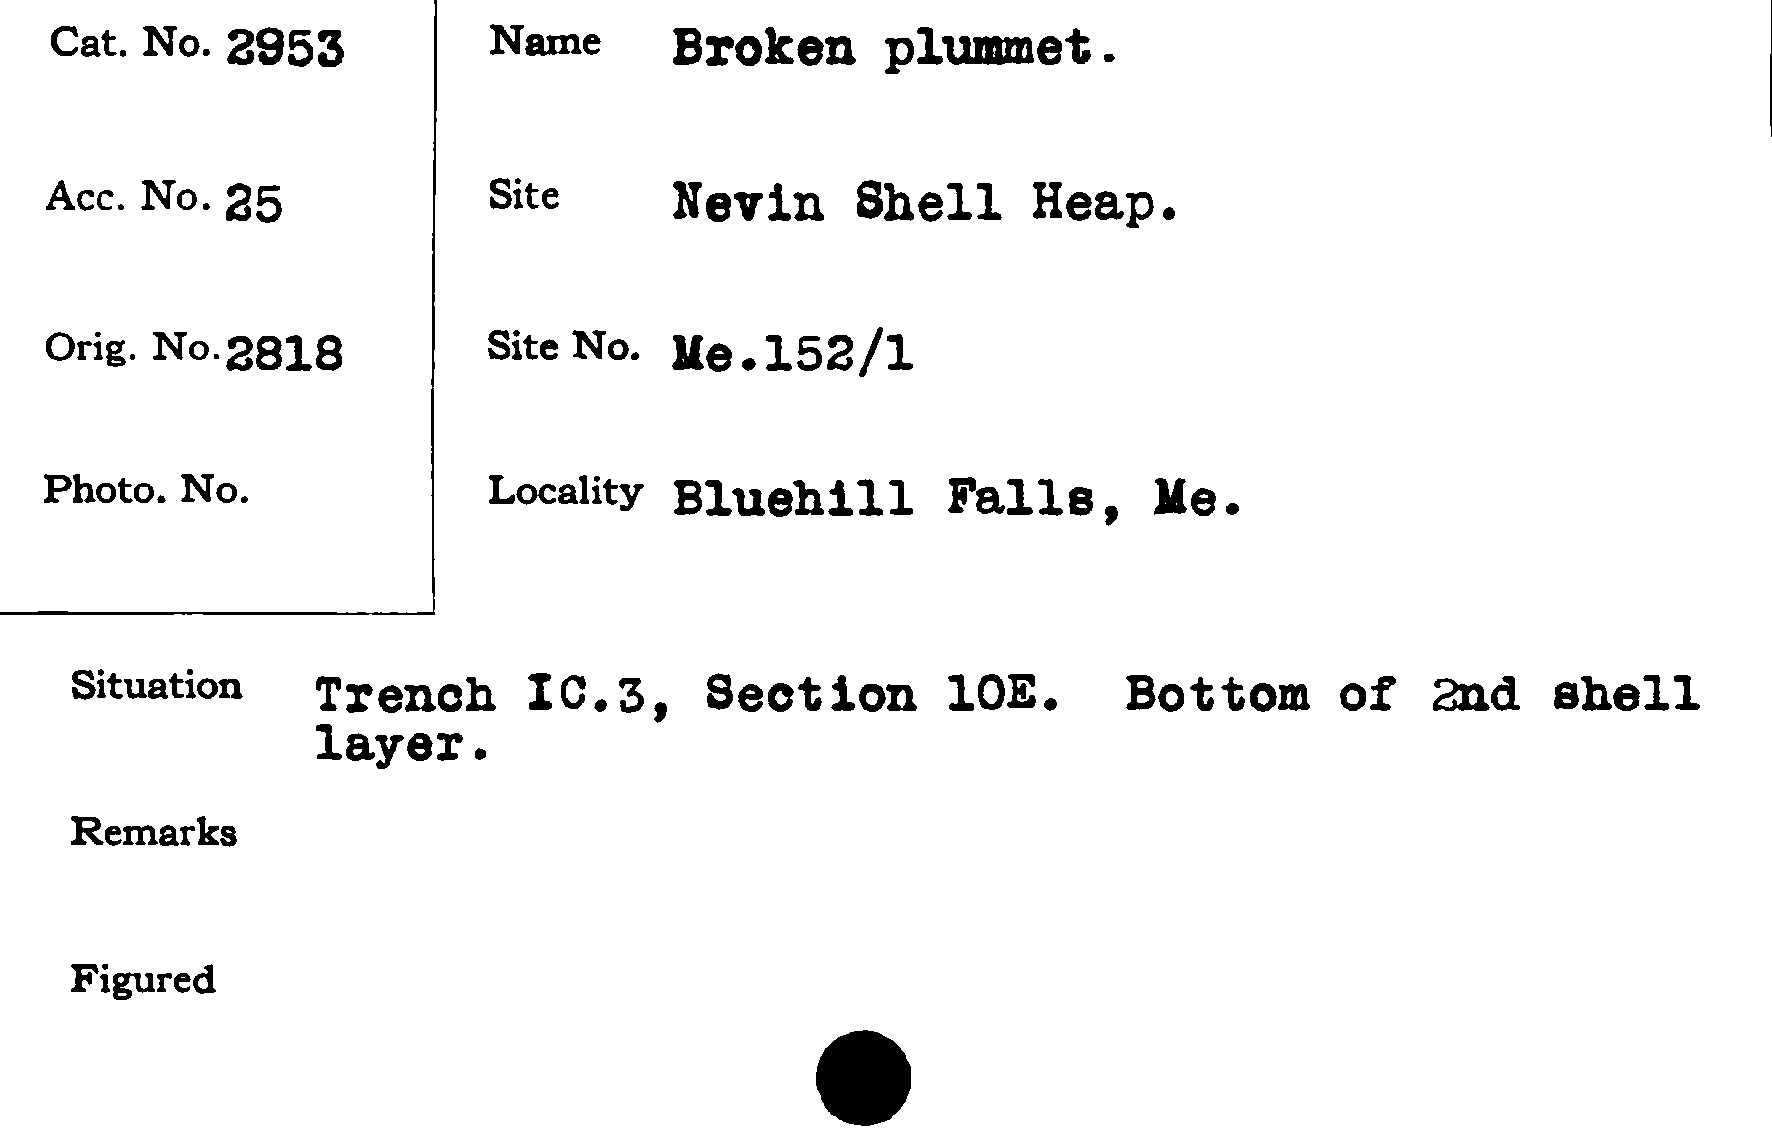 Cat. No. 2953
Name Broken plummet.
Acc. No. 25
Site Nevin Shell Heap.
Orig. No. 2818
Site No. Me.152/1
Photo. No.
Locality Bluehill Falls, Me.
Situation Trench IC.3, Section 10E. Bottom of 2nd shell
layer.
Remarks
Figured